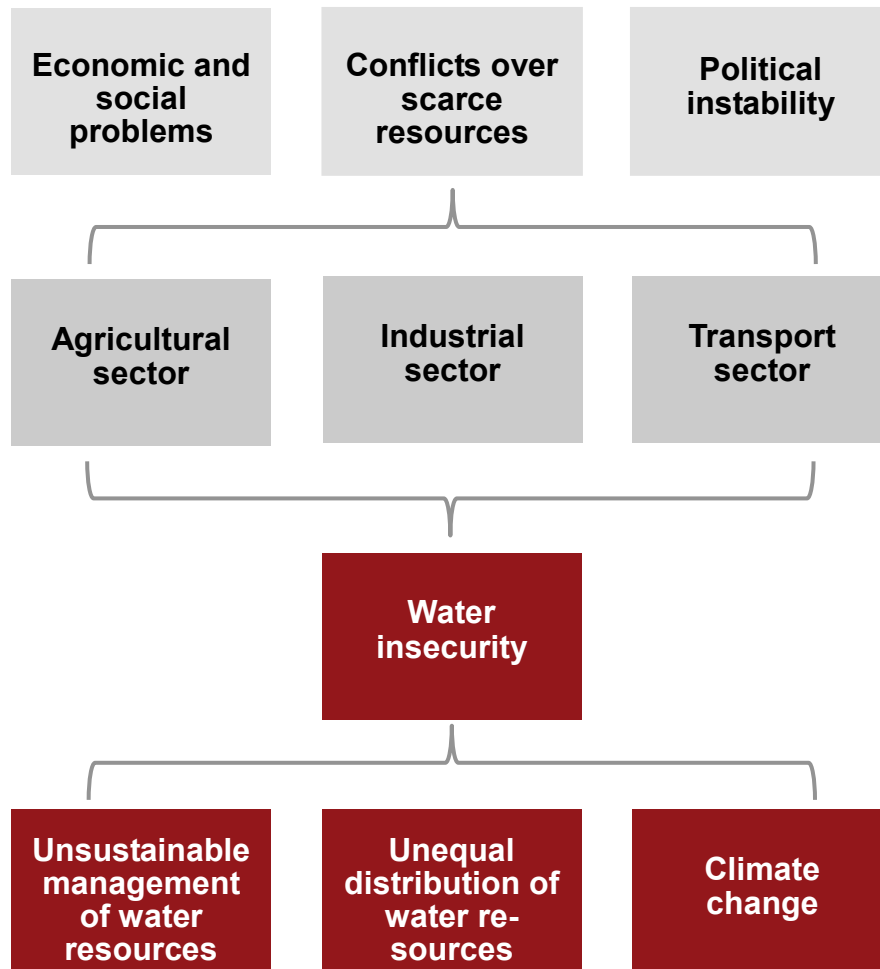 Economic and
social
problems
Conflicts over
scarce
resources
Political
instability
Agricultural
sector
Industrial
sector
Transport
sector
Water
insecurity
Unsustainable
management
of water
resources
Unequal
distribution of
water re-
sources
Climate
change